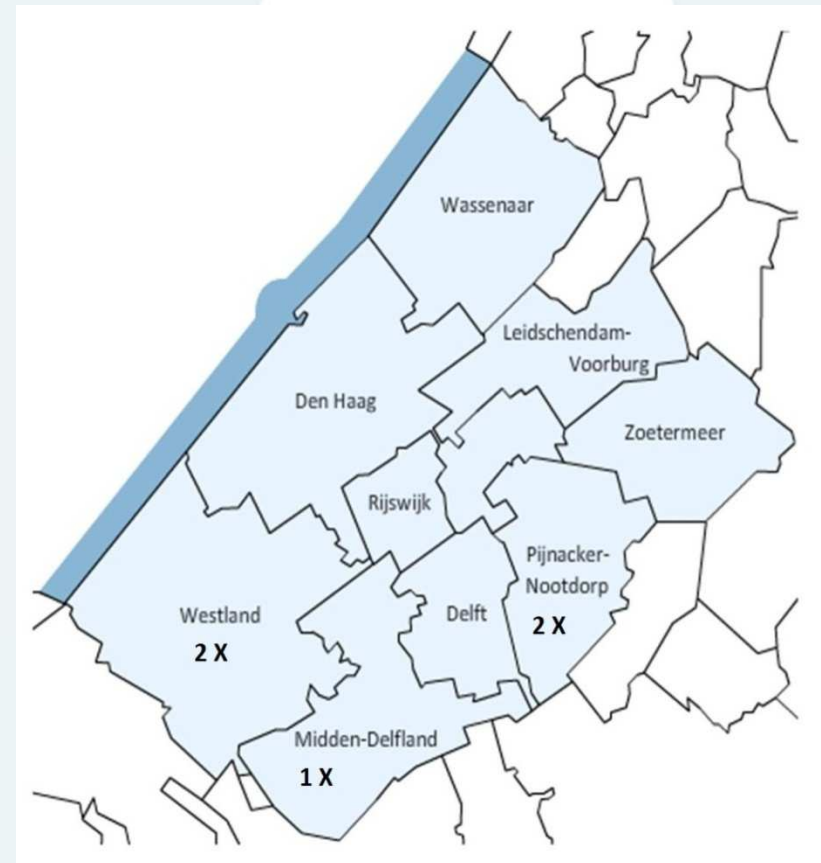 Wassenaar
Leidschendam-
Voorburg
Den Haag
Zoetermeer
Rijswijk
Pijnacker-
Nootdorp
2 X
Westland
2 X
Delft
Midden-Delfland
1 X